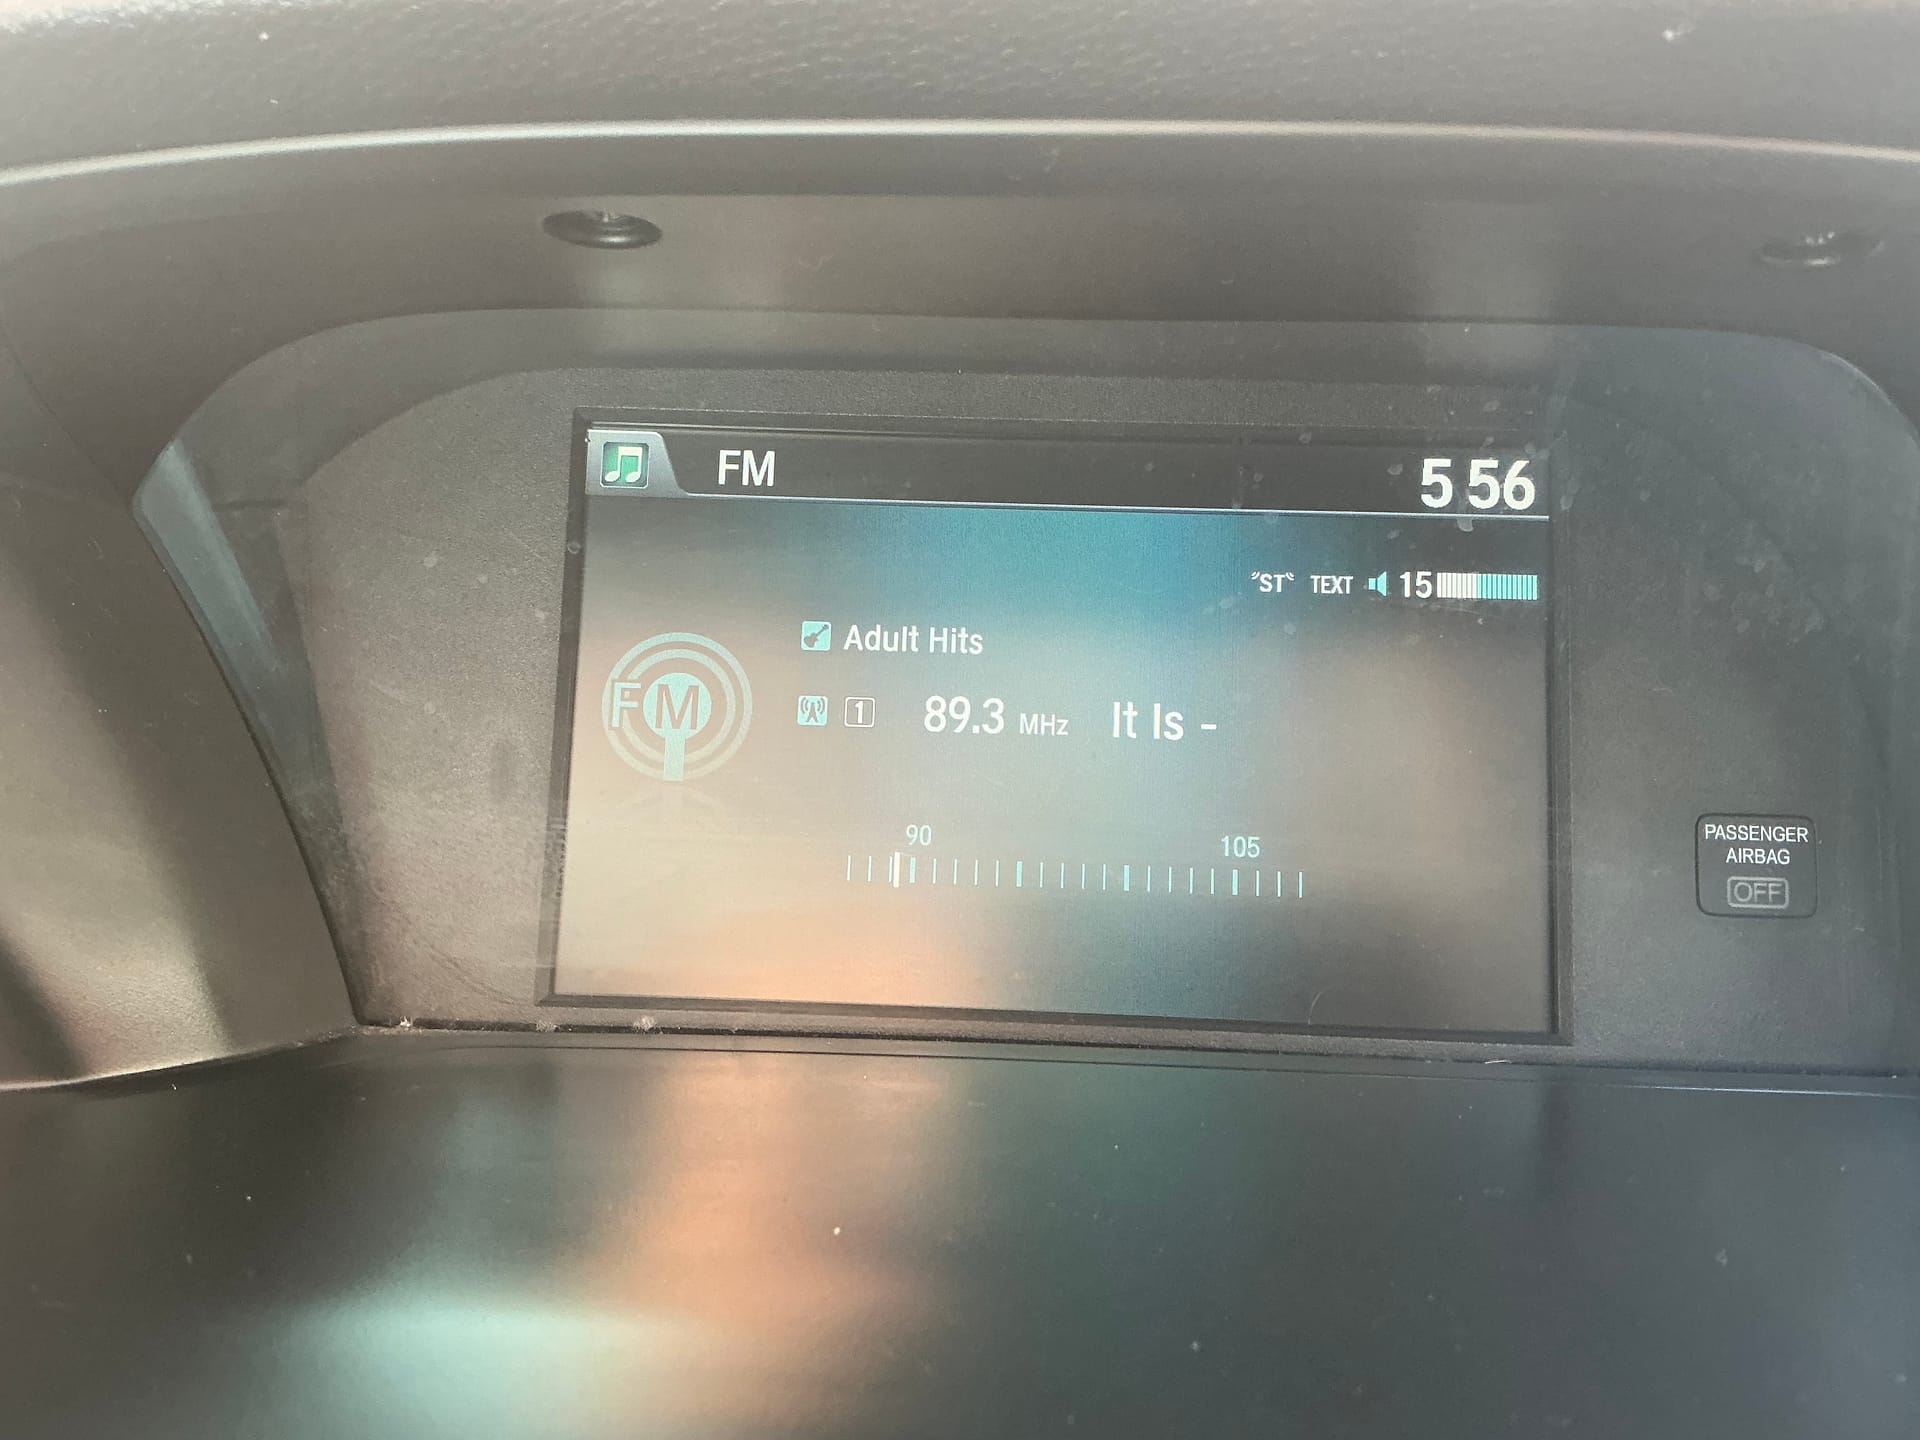 FM 5 56
"ST" TEXT 15
Adult Hits
FM 1 89.3 MHz It Is -
90 105
PASSENGER
AIRBAG
OFF